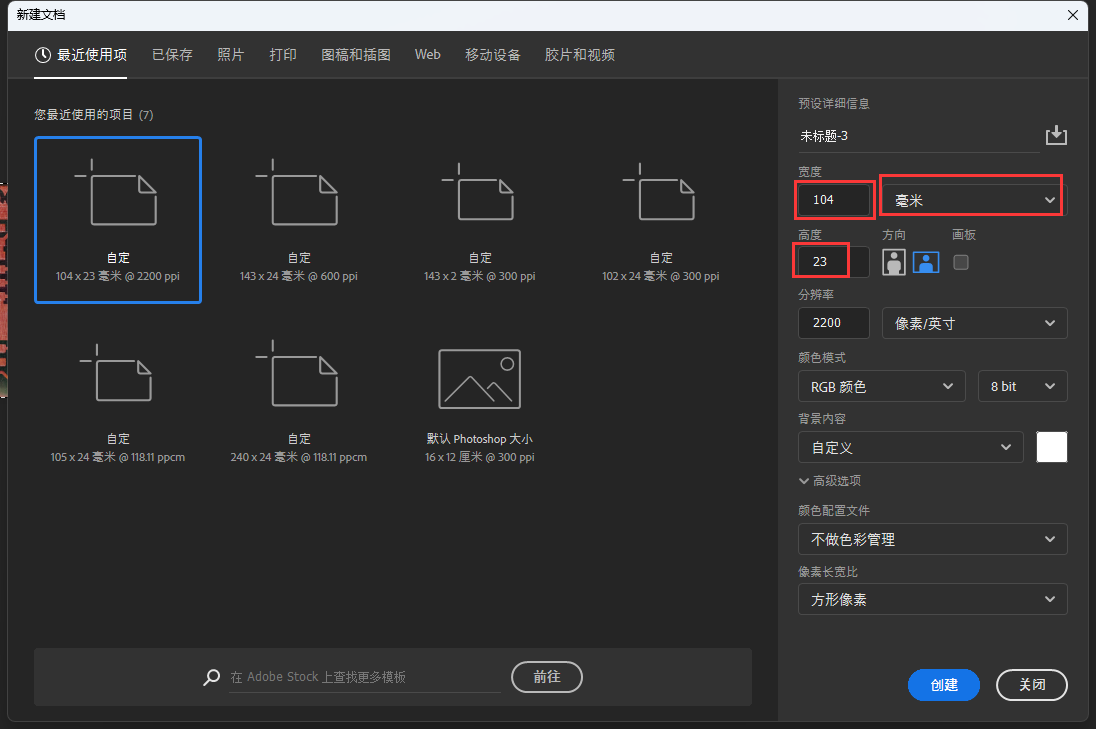 新建文档
最近使用项 已保存 照片 打印 图稿和插图 Web 移动设备 胶片和视频
您最近使用的项目 (7)
自定
104 x 23 毫米 @ 2200 ppi
自定
143 x 24 毫米 @ 600 ppi
自定
143 x 2 毫米 @ 300 ppi
自定
102 x 24 毫米 @ 300 ppi
自定
105 x 24 毫米 @ 118.11 ppcm
自定
240 x 24 毫米 @ 118.11 ppcm
默认 Photoshop 大小
16 x 12 厘米 @ 300 ppi
在 Adobe Stock 上查找更多模板
前往
预设详细信息
未标题-3
宽度
104 毫米
高度 方向 画板
23
分辨率
2200 像素/英寸
颜色模式
RGB 颜色 8 bit
背景内容
自定义
高级选项
颜色配置文件
不做色彩管理
像素长宽比
方形像素
创建 关闭